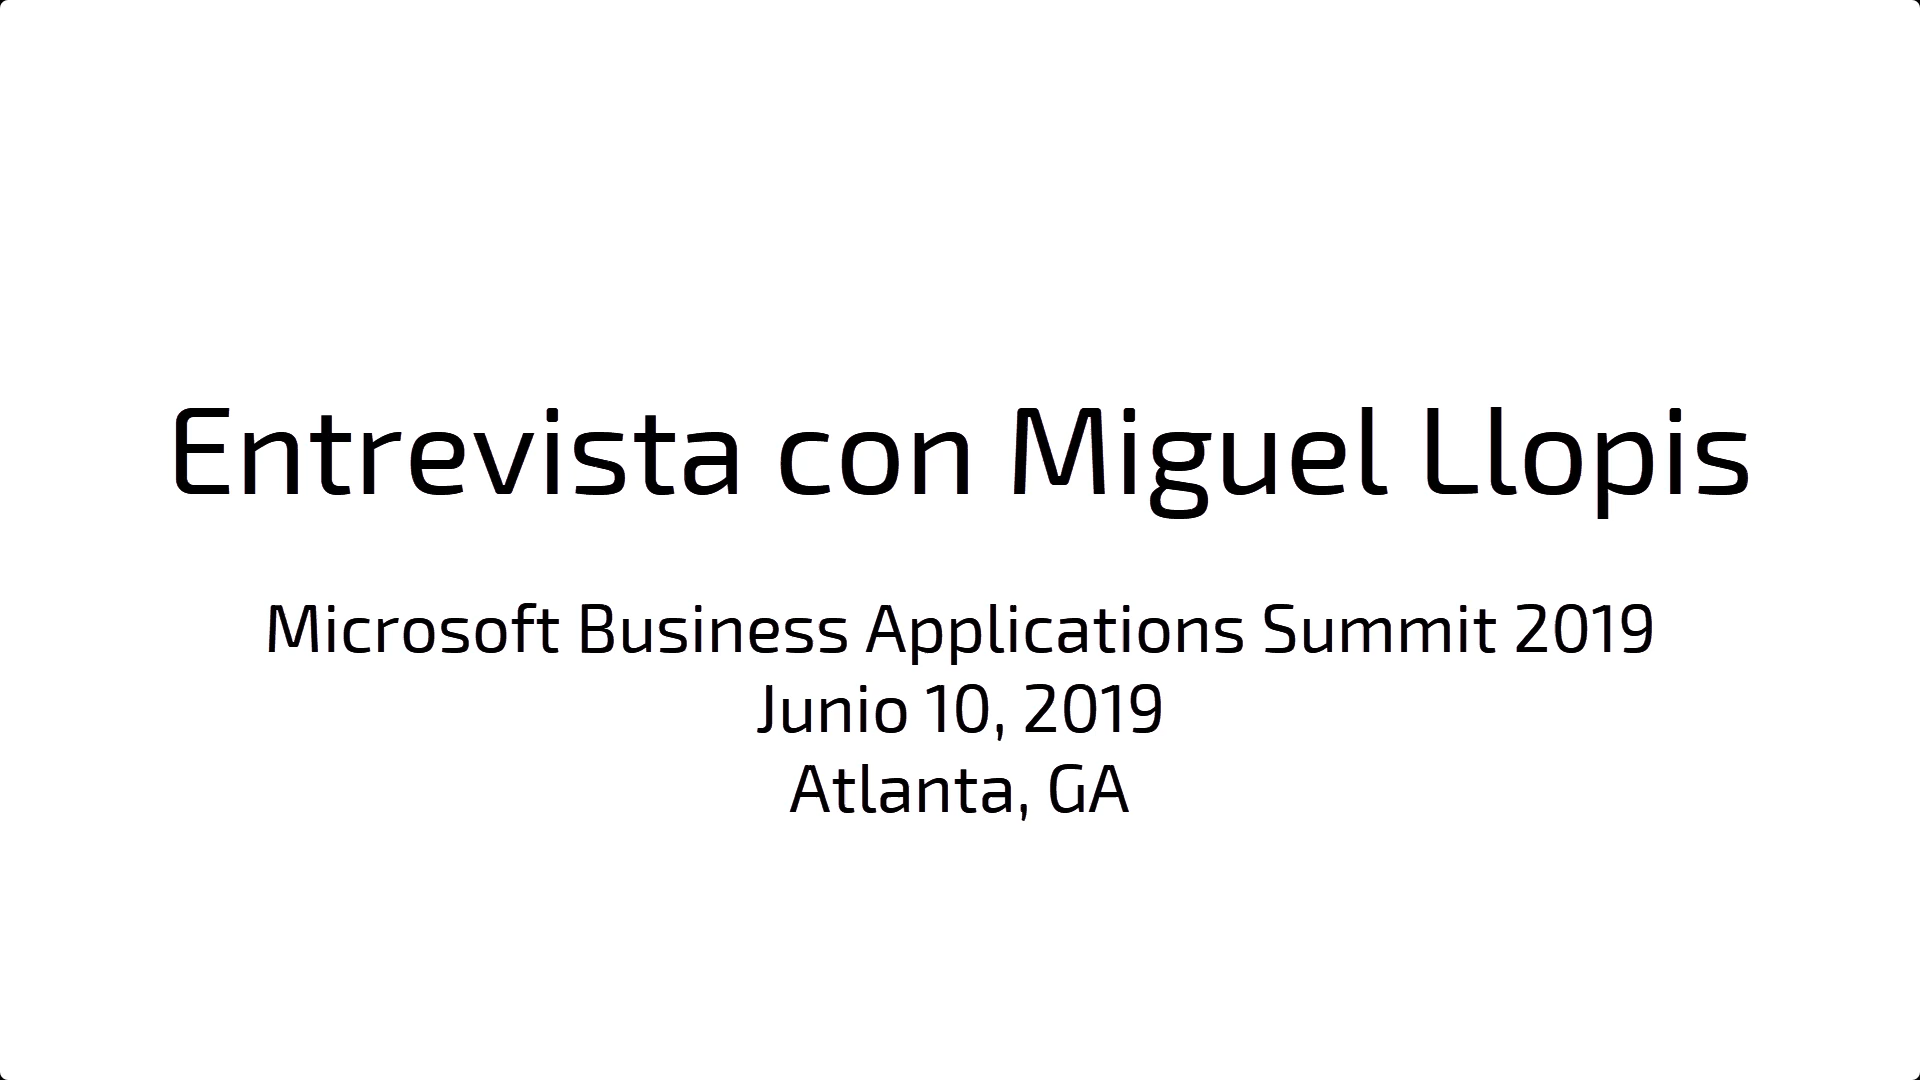 Entrevista con Miguel Llopis
Microsoft Business Applications Summit 2019
Junio 10, 2019
Atlanta, GA